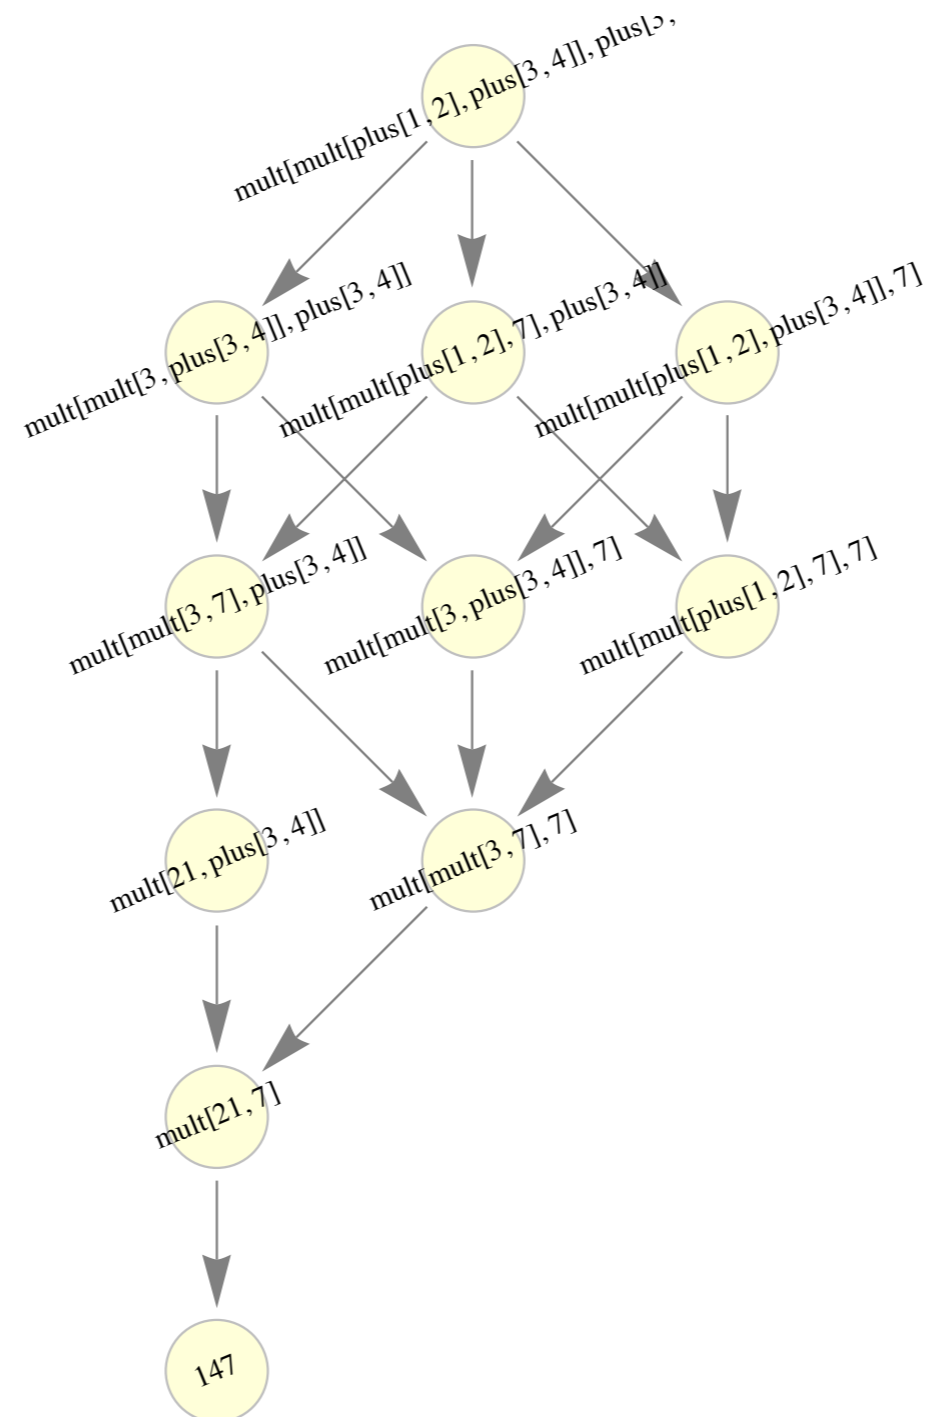 mult[mult[plus[1,2],plus[3,4]],plus[3,
mult[mult[3,plus[3,4]],plus[3,4]]
mult[mult[plus[1,2],7],plus[3,4]]
mult[mult[plus[1,2],plus[3,4]],7]
mult[mult[3,7],plus[3,4]]
mult[mult[3,plus[3,4]],7]
mult[mult[plus[1,2],7],7]
mult[21,plus[3,4]]
mult[mult[3,7],7]
mult[21,7]
147